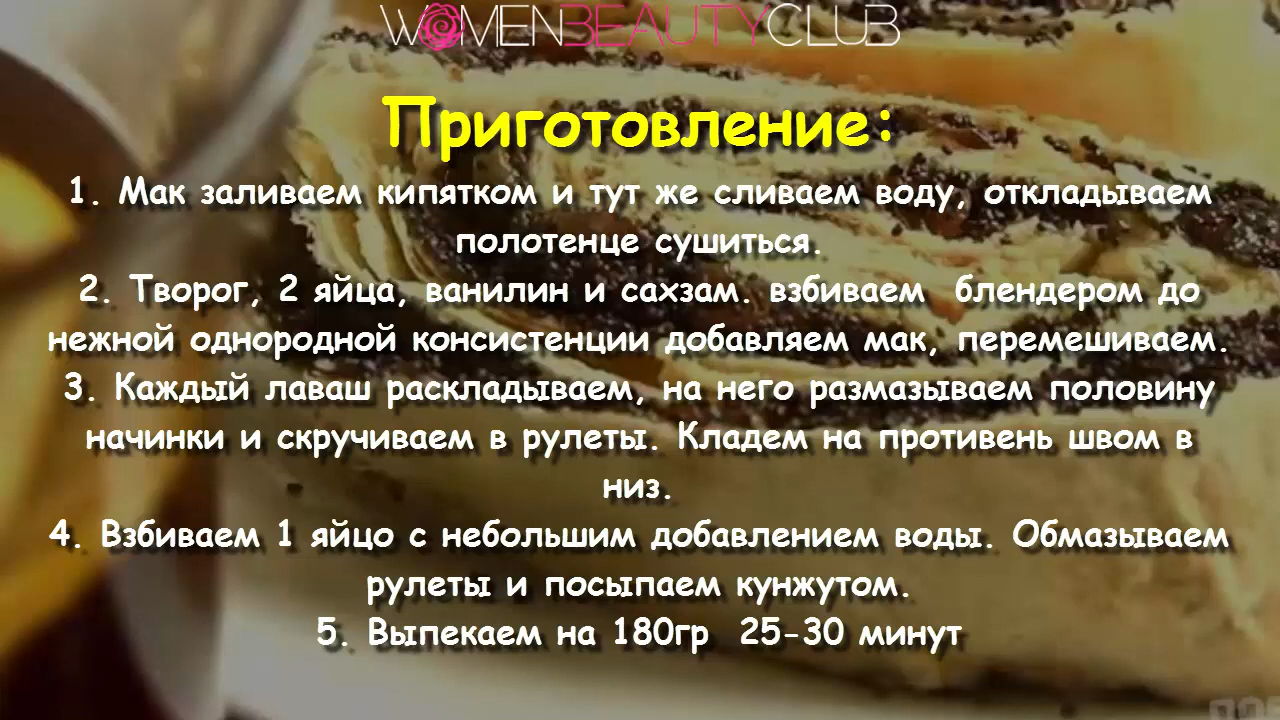 WOMENBEAUTYCLUB
Приготовление:
1. Мак заливаем кипятком и тут же сливаем воду, откладываем
полотенце сушиться.
2. Творог, 2 яйца, ванилин и сахзам. взбиваем  блендером до
нежной однородной консистенции добавляем мак, перемешиваем.
3. Каждый лаваш раскладываем, на него размазываем половину
начинки и скручиваем в рулеты. Кладем на противень швом в
низ.
4. Взбиваем 1 яйцо с небольшим добавлением воды. Обмазываем
рулеты и посыпаем кунжутом.
5. Выпекаем на 180гр  25-30 минут